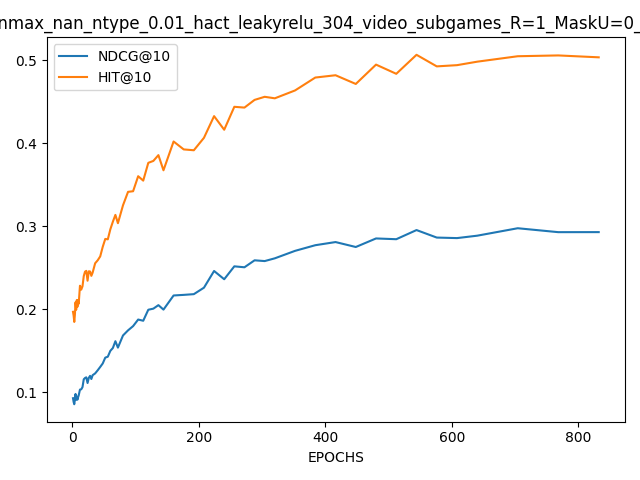 nmax_nan_ntype_0.01_hact_leakyrelu_304_video_subgames_R=1_MaskU=0_
NDCG@10
HIT@10
0.5
0.4
0.3
0.2
0.1
0 200 400 600 800
EPOCHS